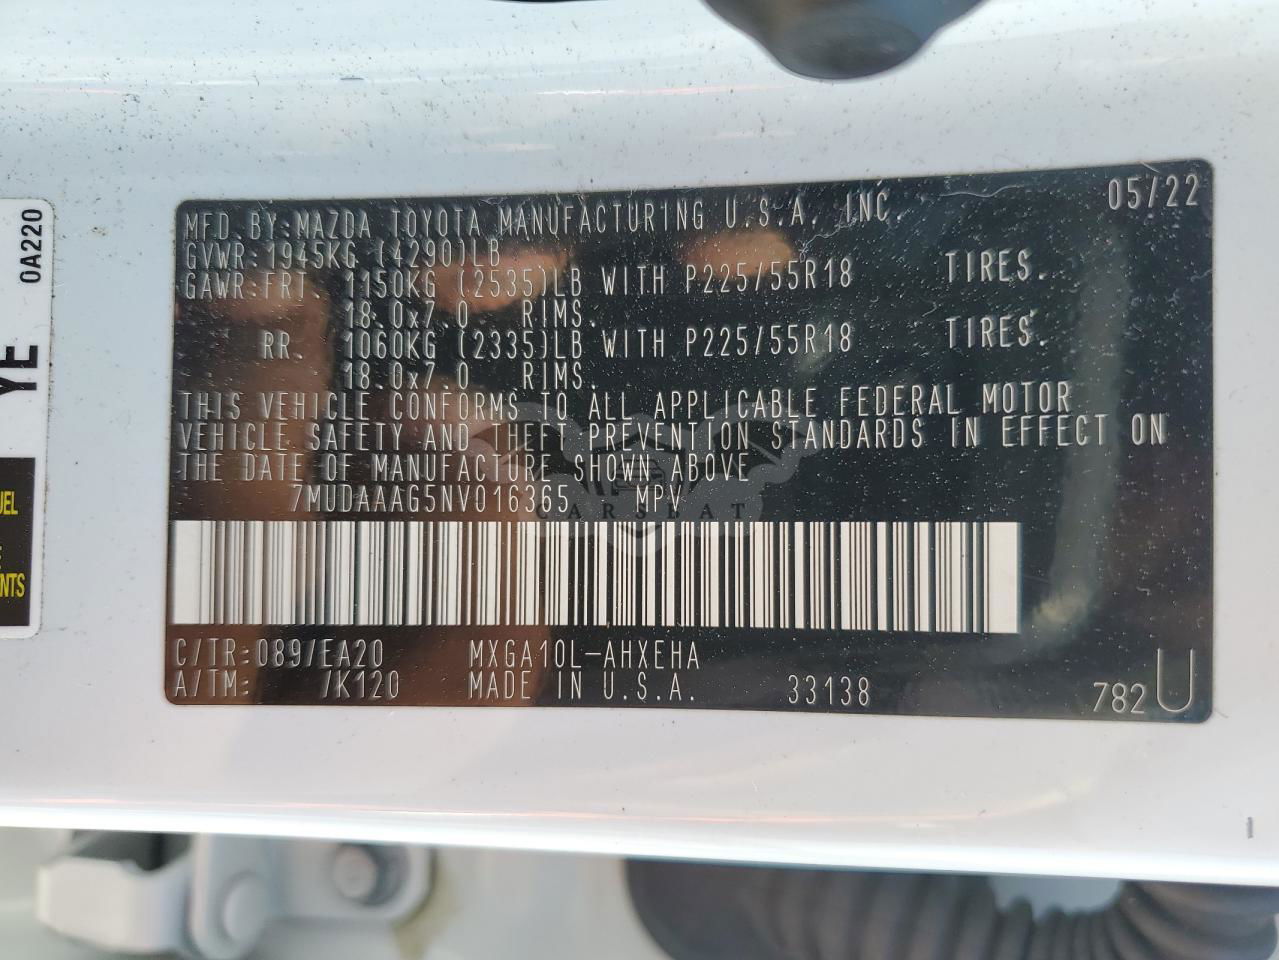 05/22
MFD BY:MAZDA TOYOTA MANUFACTURING U.S.A. INC.
GVWR:1945KG (4290)LB
GAWR:FRT. 1150KG (2535)LB WITH P225/55R18 TIRES.
18.0x7.0 RIMS.
RR. 1060KG (2335)LB WITH P225/55R18 TIRES.
18.0x7.0 RIMS.
THIS VEHICLE CONFORMS TO ALL APPLICABLE FEDERAL MOTOR
VEHICLE SAFETY AND THEFT PREVENTION STANDARDS IN EFFECT ON
THE DATE OF MANUFACTURE SHOWN ABOVE
7MUDAAAG5NV016365 MPV
CARSBAT
C/TR:089/EA20 MXGA10L-AHXEHA
A/TM: /K120 MADE IN U.S.A. 33138 782 U
0A220